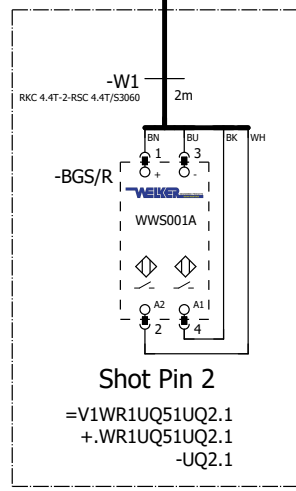 -W1
RKC 4.4T-2-RSC 4.4T/S3060
2m
BN BU BK WH
1 3
-BGS/R
+ -
WELKER
WWS001A
A2 A1
2 4
Shot Pin 2
=V1WR1UQ51UQ2.1
+.WR1UQ51UQ2.1
-UQ2.1